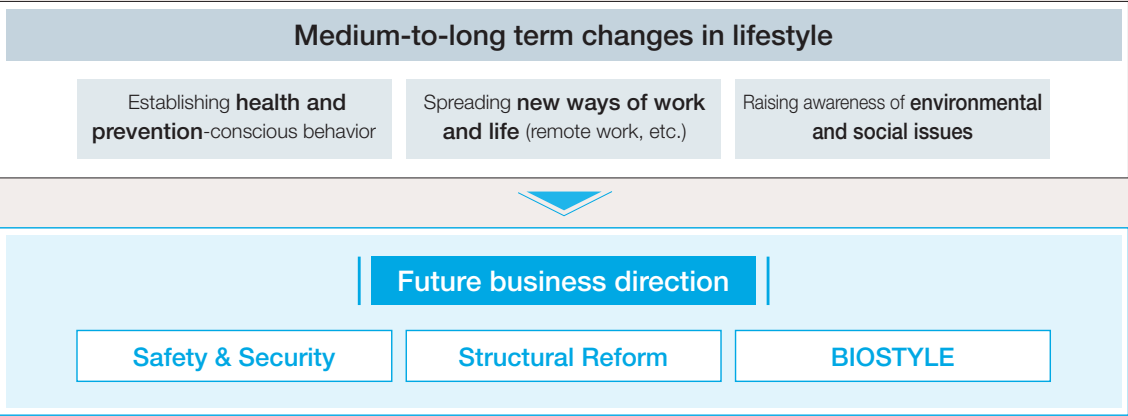 Medium-to-long term changes in lifestyle
Establishing health and
prevention-conscious behavior
Spreading new ways of work
and life (remote work, etc.)
Raising awareness of environmental
and social issues
Future business direction
Safety & Security
Structural Reform
BIOSTYLE